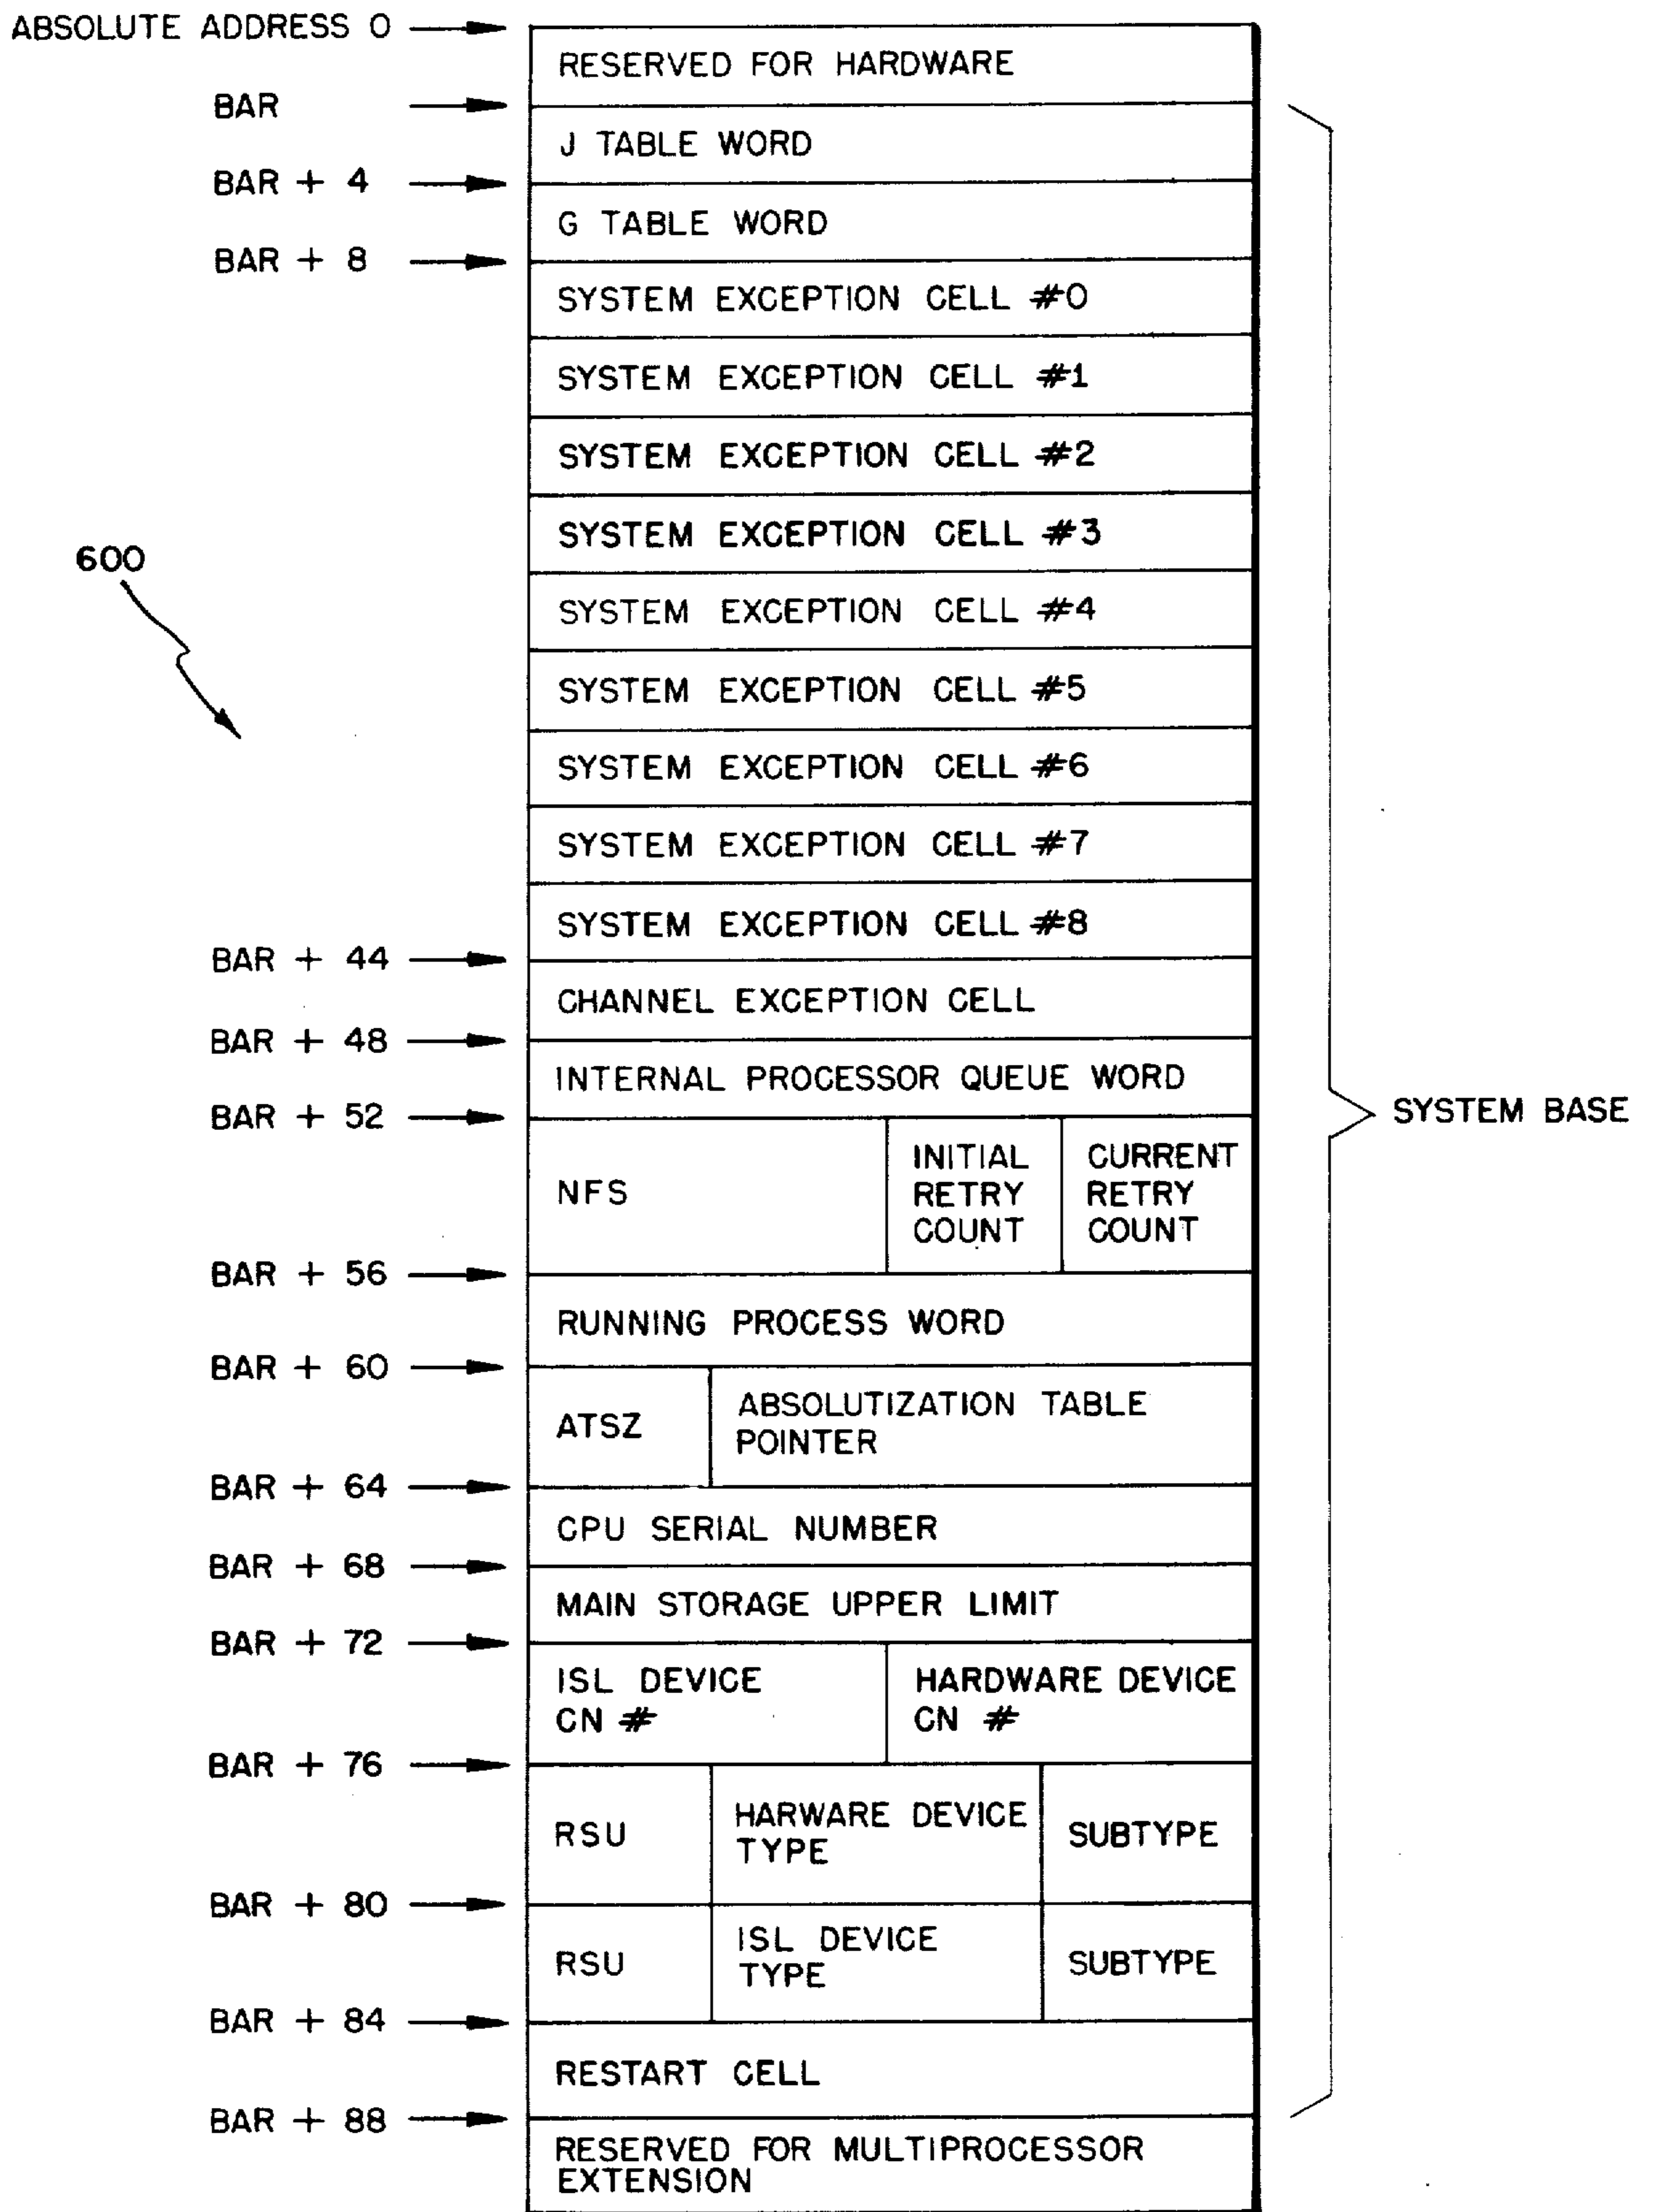 ABSOLUTE ADDRESS 0
RESERVED FOR HARDWARE
BAR
J TABLE WORD
BAR + 4
G TABLE WORD
BAR + 8
SYSTEM EXCEPTION CELL #0
SYSTEM EXCEPTION CELL #1
SYSTEM EXCEPTION CELL #2
SYSTEM EXCEPTION CELL #3
600
SYSTEM EXCEPTION CELL #4
SYSTEM EXCEPTION CELL #5
SYSTEM EXCEPTION CELL #6
SYSTEM EXCEPTION CELL #7
SYSTEM EXCEPTION CELL #8
BAR + 44
CHANNEL EXCEPTION CELL
BAR + 48
INTERNAL PROCESSOR QUEUE WORD
BAR + 52
SYSTEM BASE
NFS
INITIAL
RETRY
COUNT
CURRENT
RETRY
COUNT
BAR + 56
RUNNING PROCESS WORD
BAR + 60
ATSZ
ABSOLUTIZATION TABLE
POINTER
BAR + 64
CPU SERIAL NUMBER
BAR + 68
MAIN STORAGE UPPER LIMIT
BAR + 72
ISL DEVICE
CN #
HARDWARE DEVICE
CN #
BAR + 76
RSU
HARWARE DEVICE
TYPE
SUBTYPE
BAR + 80
RSU
ISL DEVICE
TYPE
SUBTYPE
BAR + 84
RESTART CELL
BAR + 88
RESERVED FOR MULTIPROCESSOR
EXTENSION